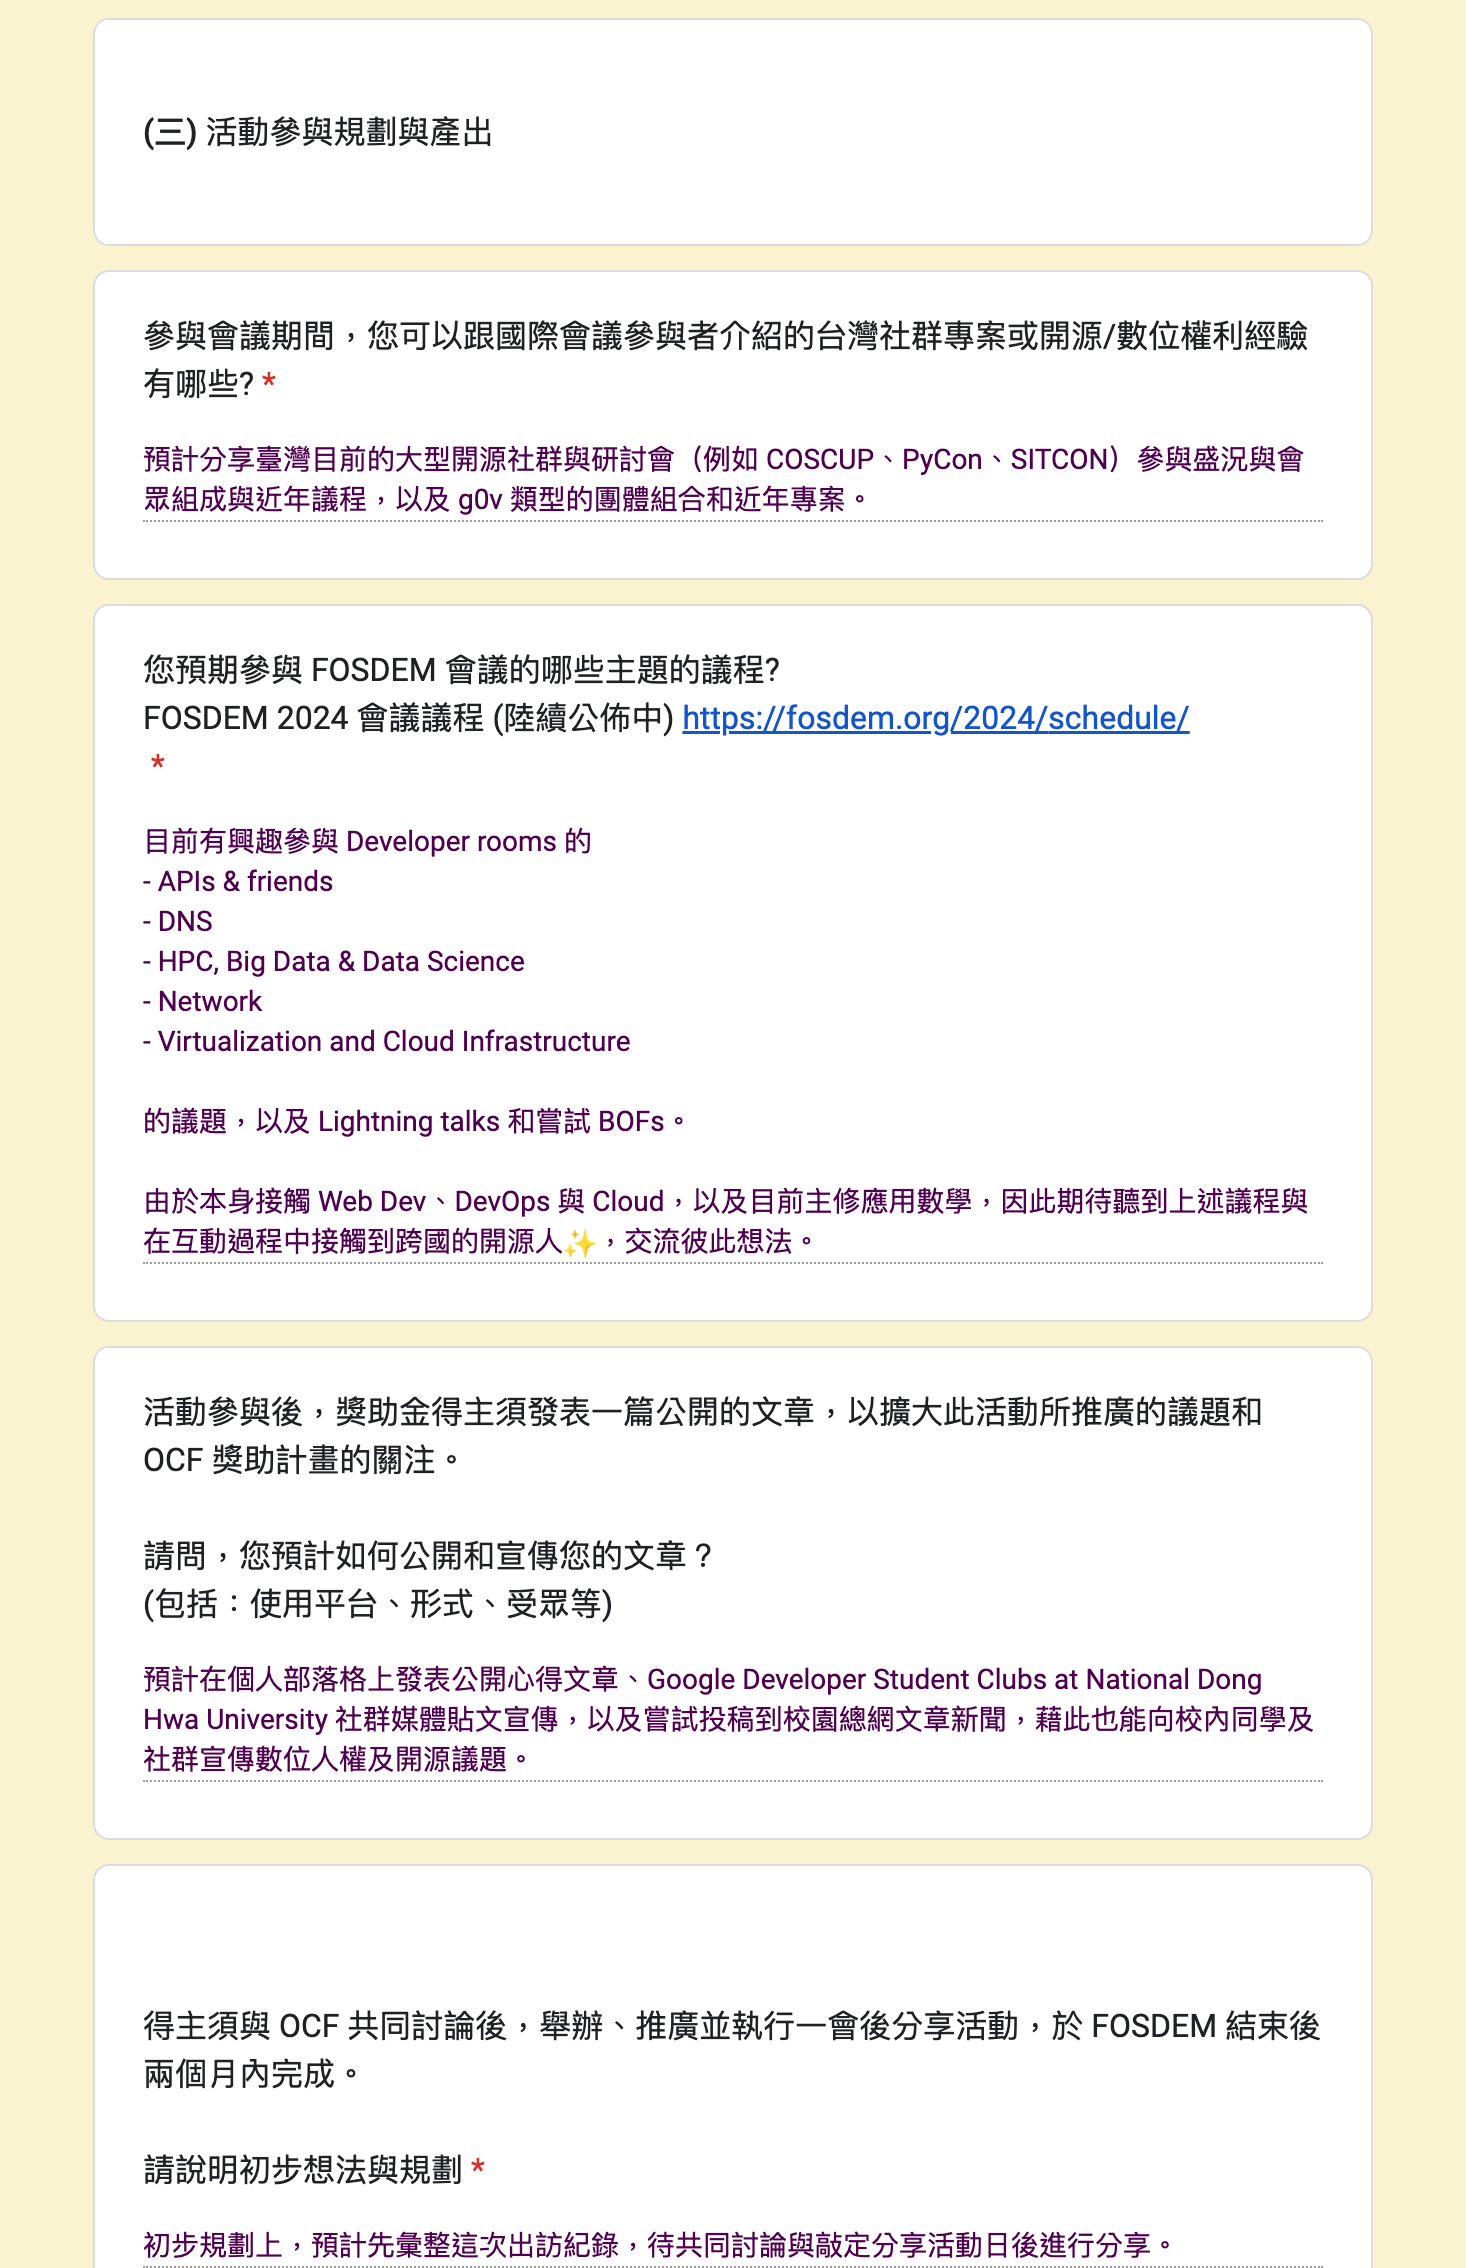 (三) 活動參與規劃與產出
參與會議期間，您可以跟國際會議參與者介紹的台灣社群專案或開源/數位權利經驗
有哪些? *
預計分享臺灣目前的大型開源社群與研討會（例如 COSCUP、PyCon、SITCON）參與盛況與會
眾組成與近年議程，以及 g0v 類型的團體組合和近年專案。
您預期參與 FOSDEM 會議的哪些主題的議程?
FOSDEM 2024 會議議程 (陸續公佈中) https://fosdem.org/2024/schedule/
*
目前有興趣參與 Developer rooms 的
- APIs & friends
- DNS
- HPC, Big Data & Data Science
- Network
- Virtualization and Cloud Infrastructure
的議題，以及 Lightning talks 和嘗試 BOFs。
由於本身接觸 Web Dev、DevOps 與 Cloud，以及目前主修應用數學，因此期待聽到上述議程與
在互動過程中接觸到跨國的開源人✨，交流彼此想法。
活動參與後，獎助金得主須發表一篇公開的文章，以擴大此活動所推廣的議題和
OCF 獎助計畫的關注。
請問，您預計如何公開和宣傳您的文章？
(包括：使用平台、形式、受眾等)
預計在個人部落格上發表公開心得文章、Google Developer Student Clubs at National Dong
Hwa University 社群媒體貼文宣傳，以及嘗試投稿到校園總網文章新聞，藉此也能向校內同學及
社群宣傳數位人權及開源議題。
得主須與 OCF 共同討論後，舉辦、推廣並執行一會後分享活動，於 FOSDEM 結束後
兩個月內完成。
請說明初步想法與規劃 *
初步規劃上，預計先彙整這次出訪紀錄，待共同討論與敲定分享活動日後進行分享。